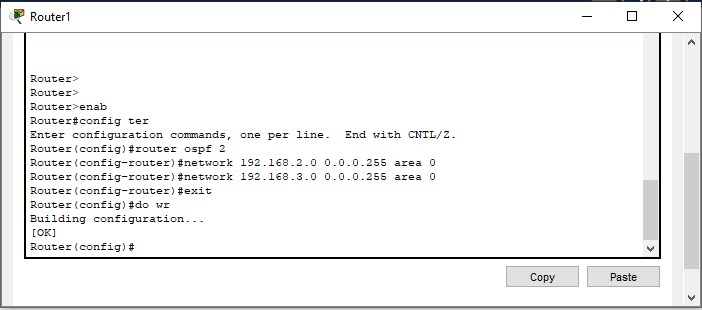 Router1
Router>
Router>
Router>enab
Router#config ter
Enter configuration commands, one per line.  End with CNTL/Z.
Router(config)#router ospf 2
Router(config-router)#network 192.168.2.0 0.0.0.255 area 0
Router(config-router)#network 192.168.3.0 0.0.0.255 area 0
Router(config-router)#exit
Router(config)#do wr
Building configuration...
[OK]
Router(config)#
Copy
Paste